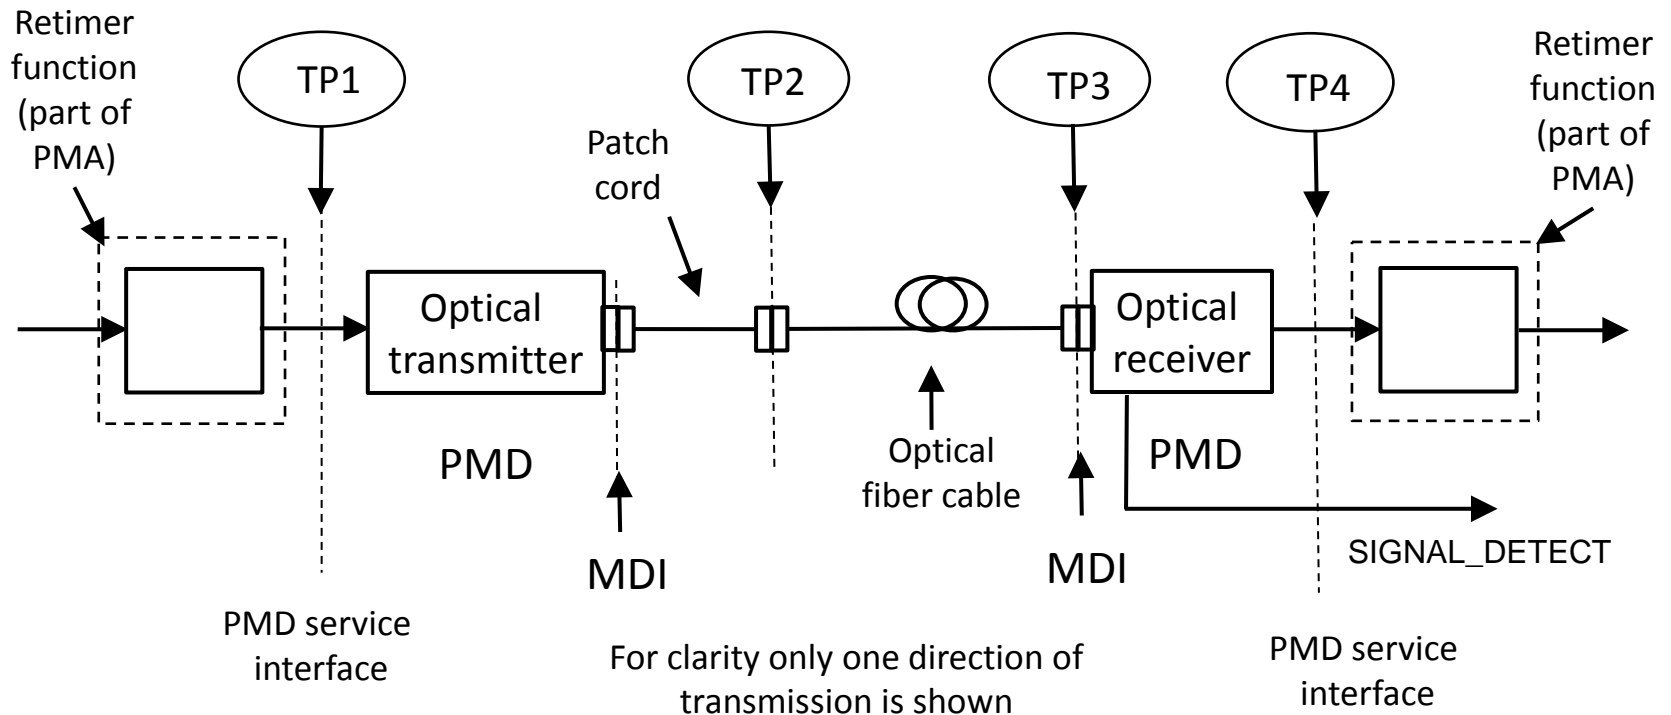 Retimer
function
(part of
PMA)
TP1
TP2
TP3
TP4
Retimer
function
(part of
PMA)
Patch
cord
Optical
transmitter
Optical
receiver
PMD
Optical
fiber cable
PMD
MDI
MDI
SIGNAL_DETECT
PMD service
interface
For clarity only one direction of
transmission is shown
PMD service
interface